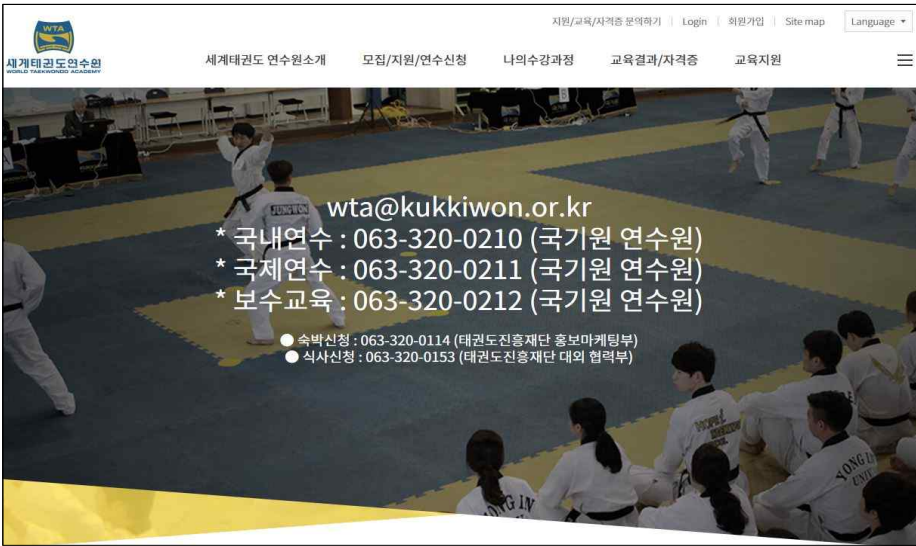 지원/교육/자격증 문의하기 | Login | 회원가입 | Site map Language
WTA
세계태권도연수원
WORLD TAEKWONDO ACADEMY
세계태권도 연수원소개 모집/지원/연수신청 나의수강과정 교육결과/자격증 교육지원
JUNGWON
wta@kukkiwon.or.kr
* 국내연수 : 063-320-0210 (국기원 연수원)
* 국제연수 : 063-320-0211 (국기원 연수원)
* 보수교육 : 063-320-0212 (국기원 연수원)
● 숙박신청 : 063-320-0114 (태권도진흥재단 홍보마케팅부)
● 식사신청 : 063-320-0153 (태권도진흥재단 대외 협력부)
YONG IN
UNIV